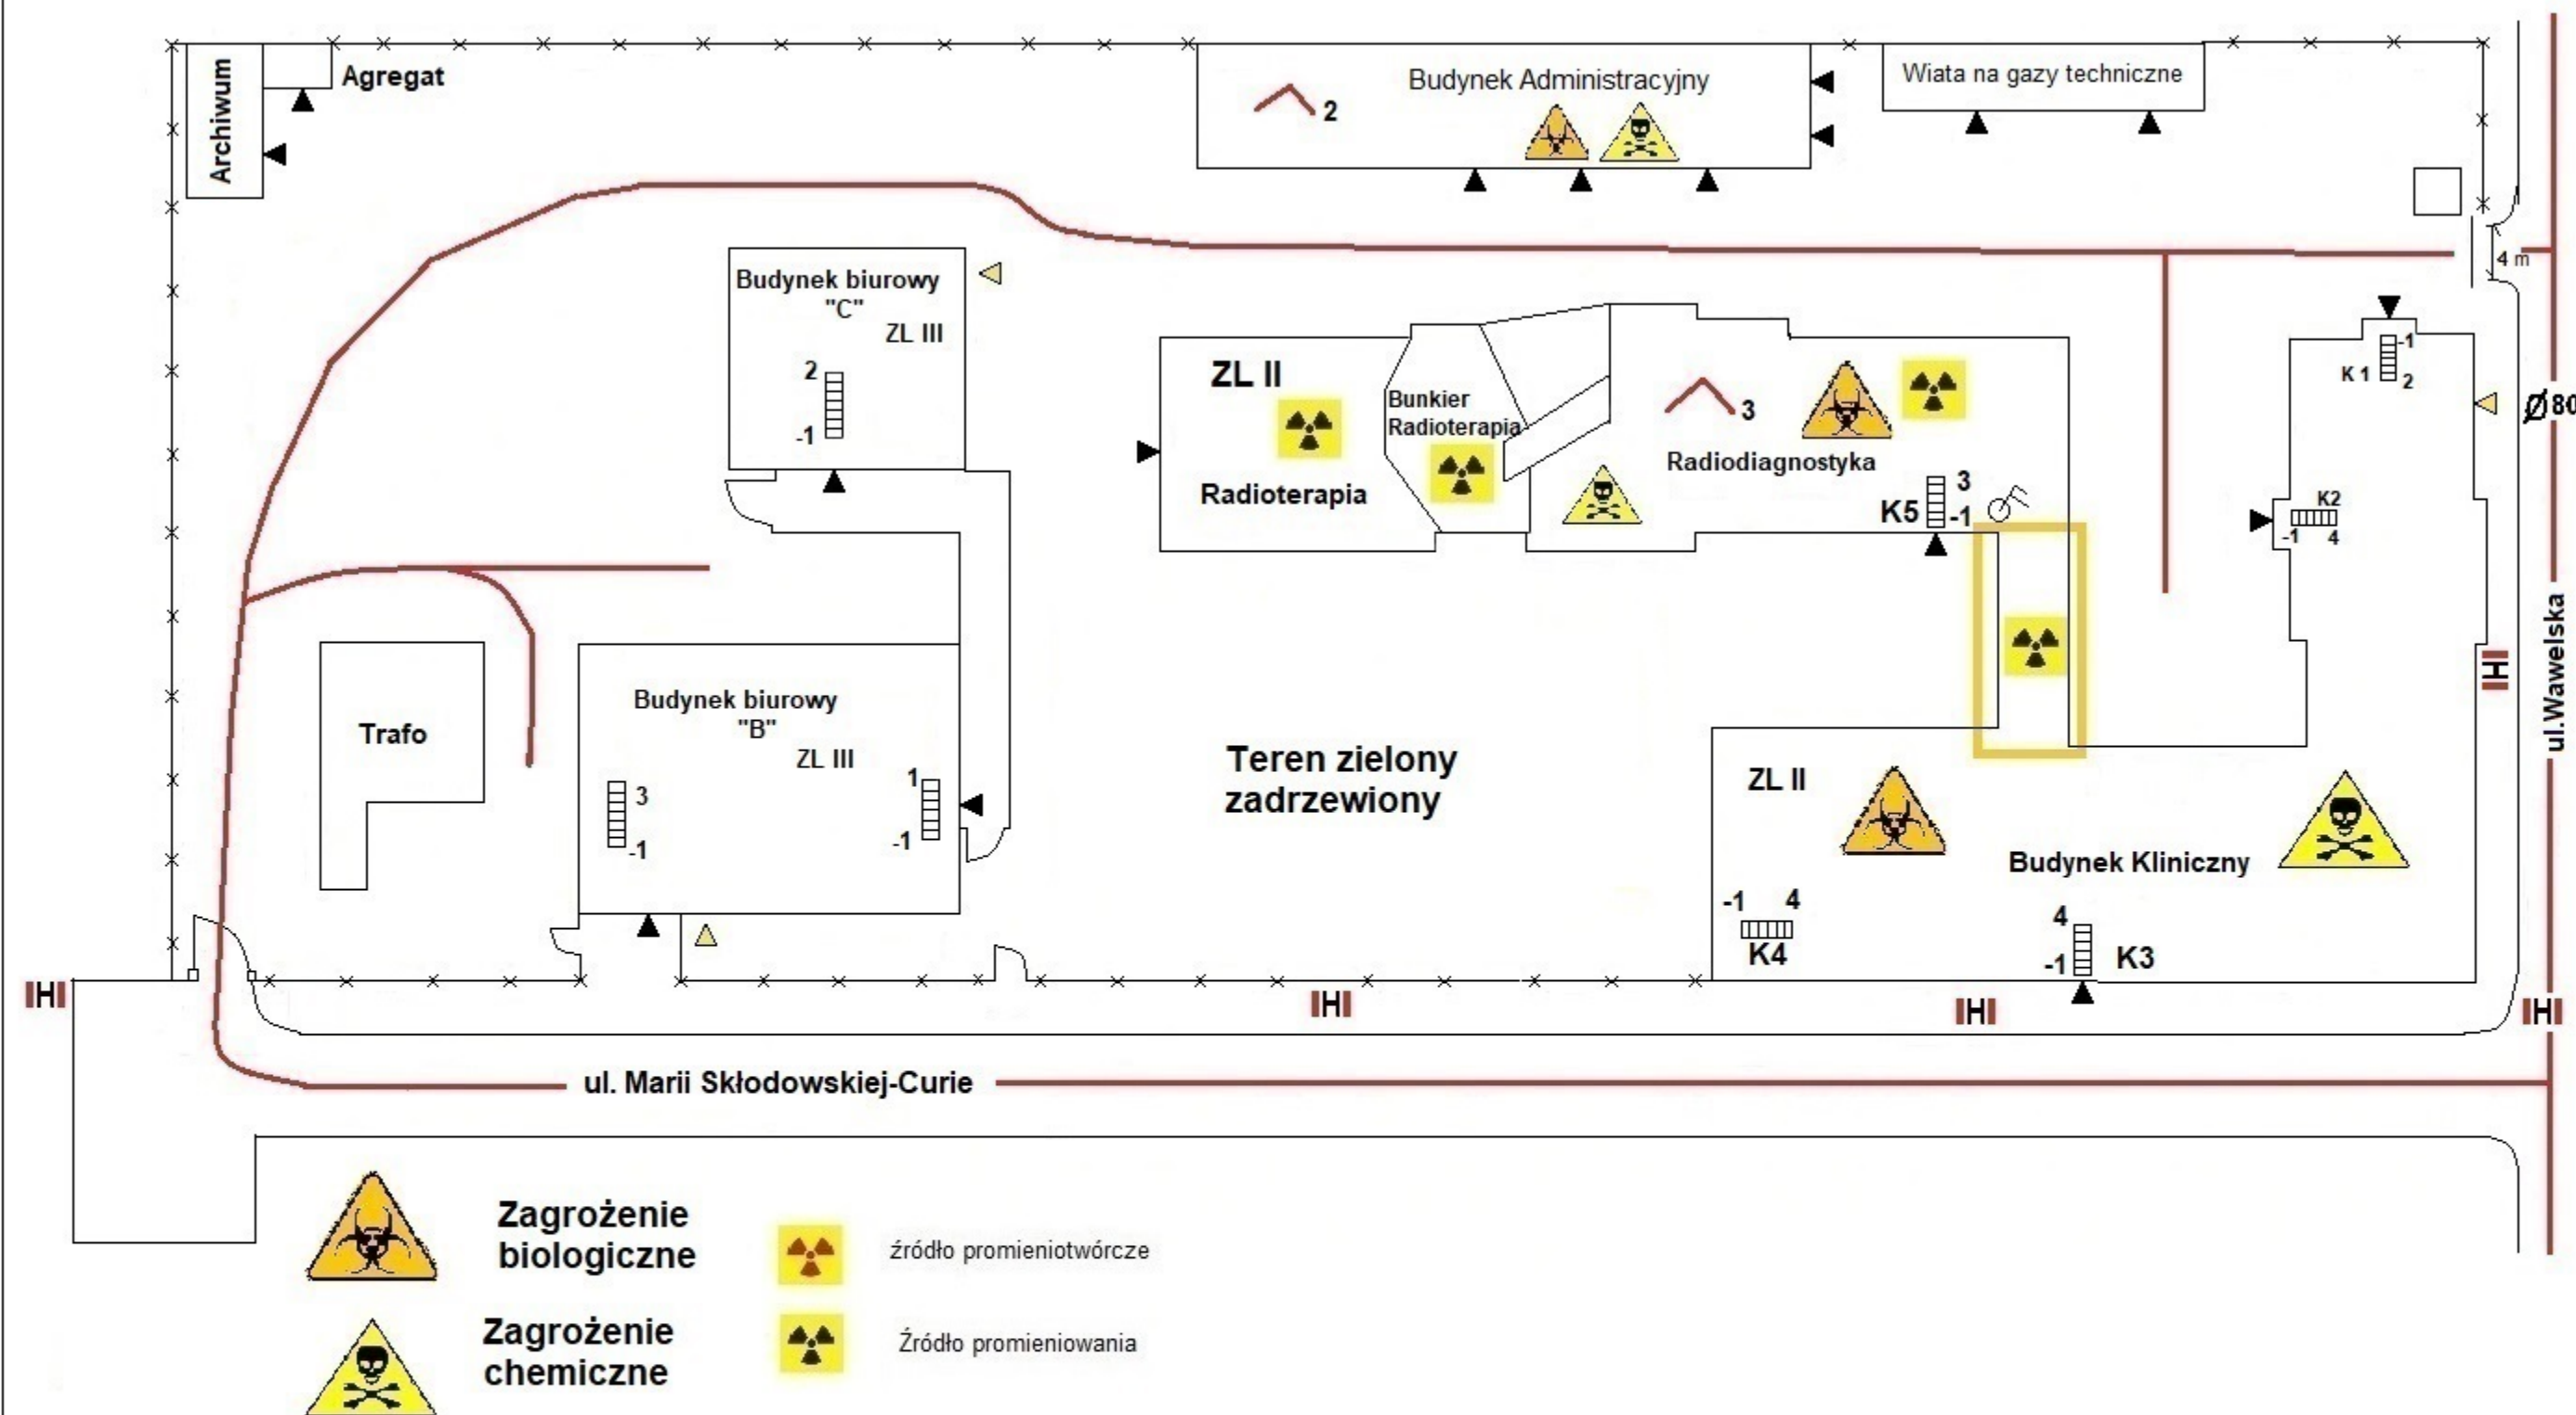 Archiwum
Agregat
2
Budynek Administracyjny
Wiata na gazy techniczne
4 m
Budynek biurowy
"C"
ZL III
2
-1
ZL II
Radioterapia
Bunkier
Radioterapia
3
Radiodiagnostyka
K5
3
-1
K 1
-1
2
Ø80
K2
-1
4
ul.Wawelska
Trafo
Budynek biurowy
"B"
ZL III
3
-1
1
-1
Teren zielony
zadrzewiony
ZL II
Budynek Kliniczny
-1
4
K4
4
-1
K3
H
H
H
H
H
ul. Marii Skłodowskiej-Curie
Zagrożenie
biologiczne
źródło promieniotwórcze
Zagrożenie
chemiczne
Źródło promieniowania